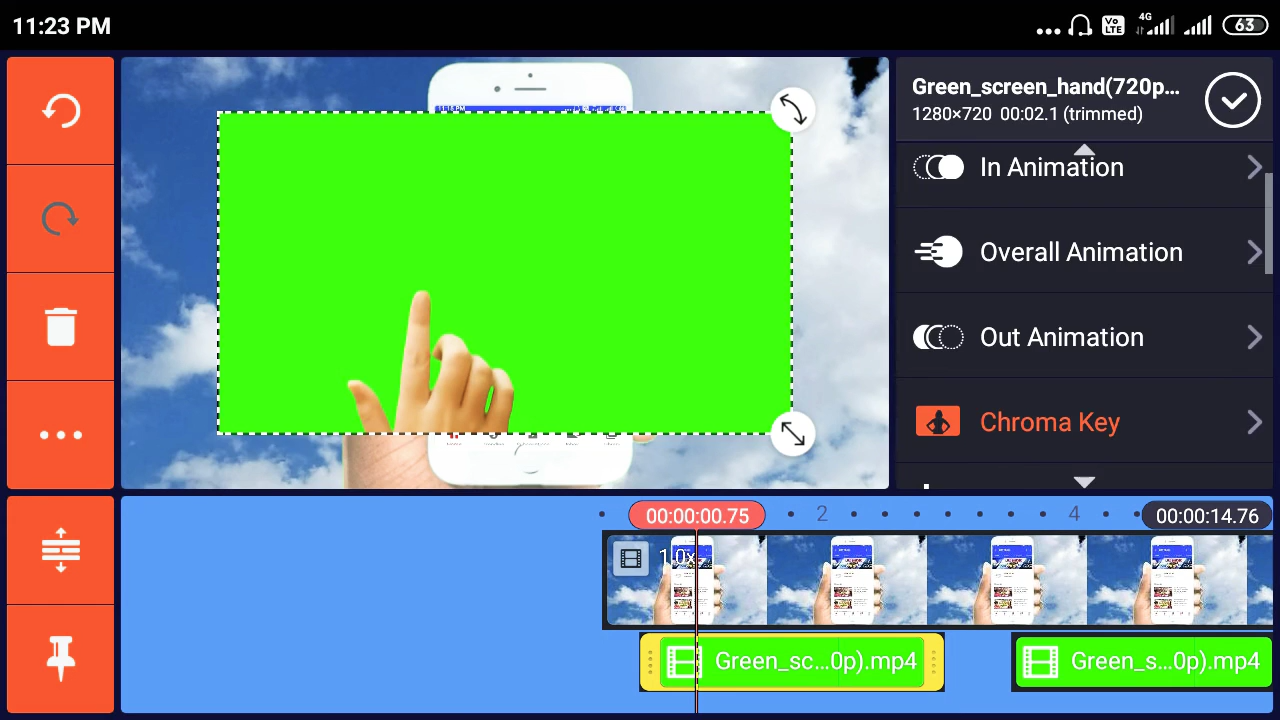 11:23 PM
4G
Vo
LTE
63
Green_screen_hand(720p...
1280×720 00:02.1 (trimmed)
In Animation
Overall Animation
Out Animation
Chroma Key
00:00:00.75
2
4
00:00:14.76
1.0x
Green_sc...0p).mp4
Green_s...0p).mp4